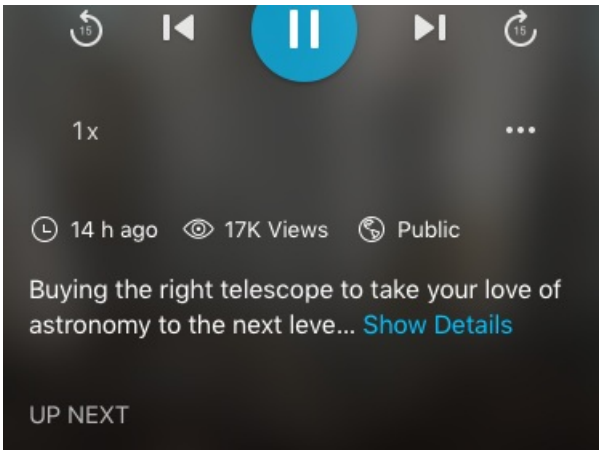 15 15
1x
14 h ago 17K Views Public
Buying the right telescope to take your love of
astronomy to the next leve... Show Details
UP NEXT